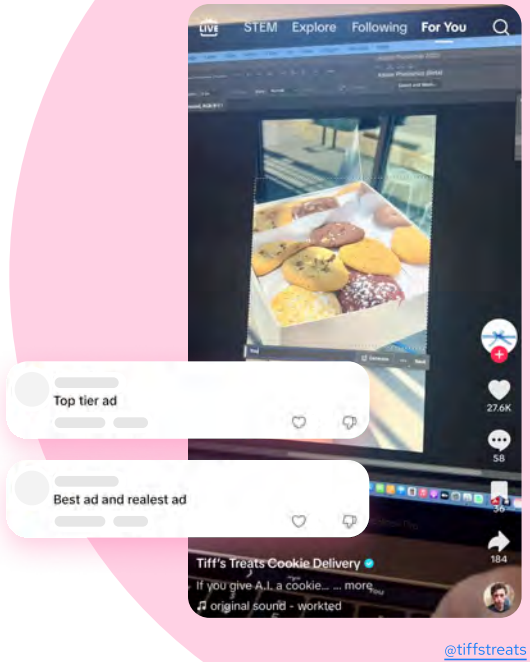 LIVE
STEM Explore Following For You
Top tier ad
27.6K
58
Best ad and realest ad
36
184
Tiff's Treats Cookie Delivery
If you give A.I. a cookie... ... more
original sound - workted
@tiffstreats